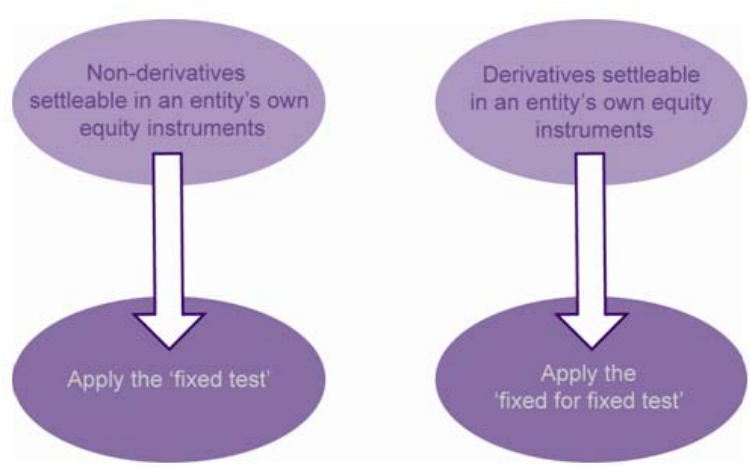 Non-derivatives
settleable in an entity's own
equity instruments
Derivatives settleable
in an entity's own equity
instruments
Apply the 'fixed test'
Apply the
'fixed for fixed test'